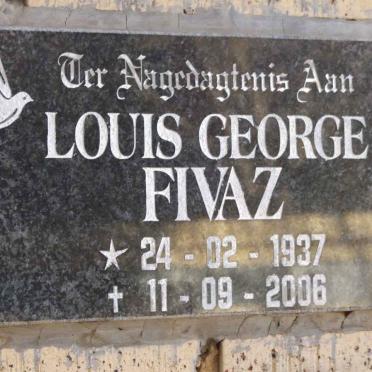 Ter Nagedagtenis Aan
LOUIS GEORGE
FIVAZ
★ 24 - 02 - 1937
✝ 11 - 09 - 2006